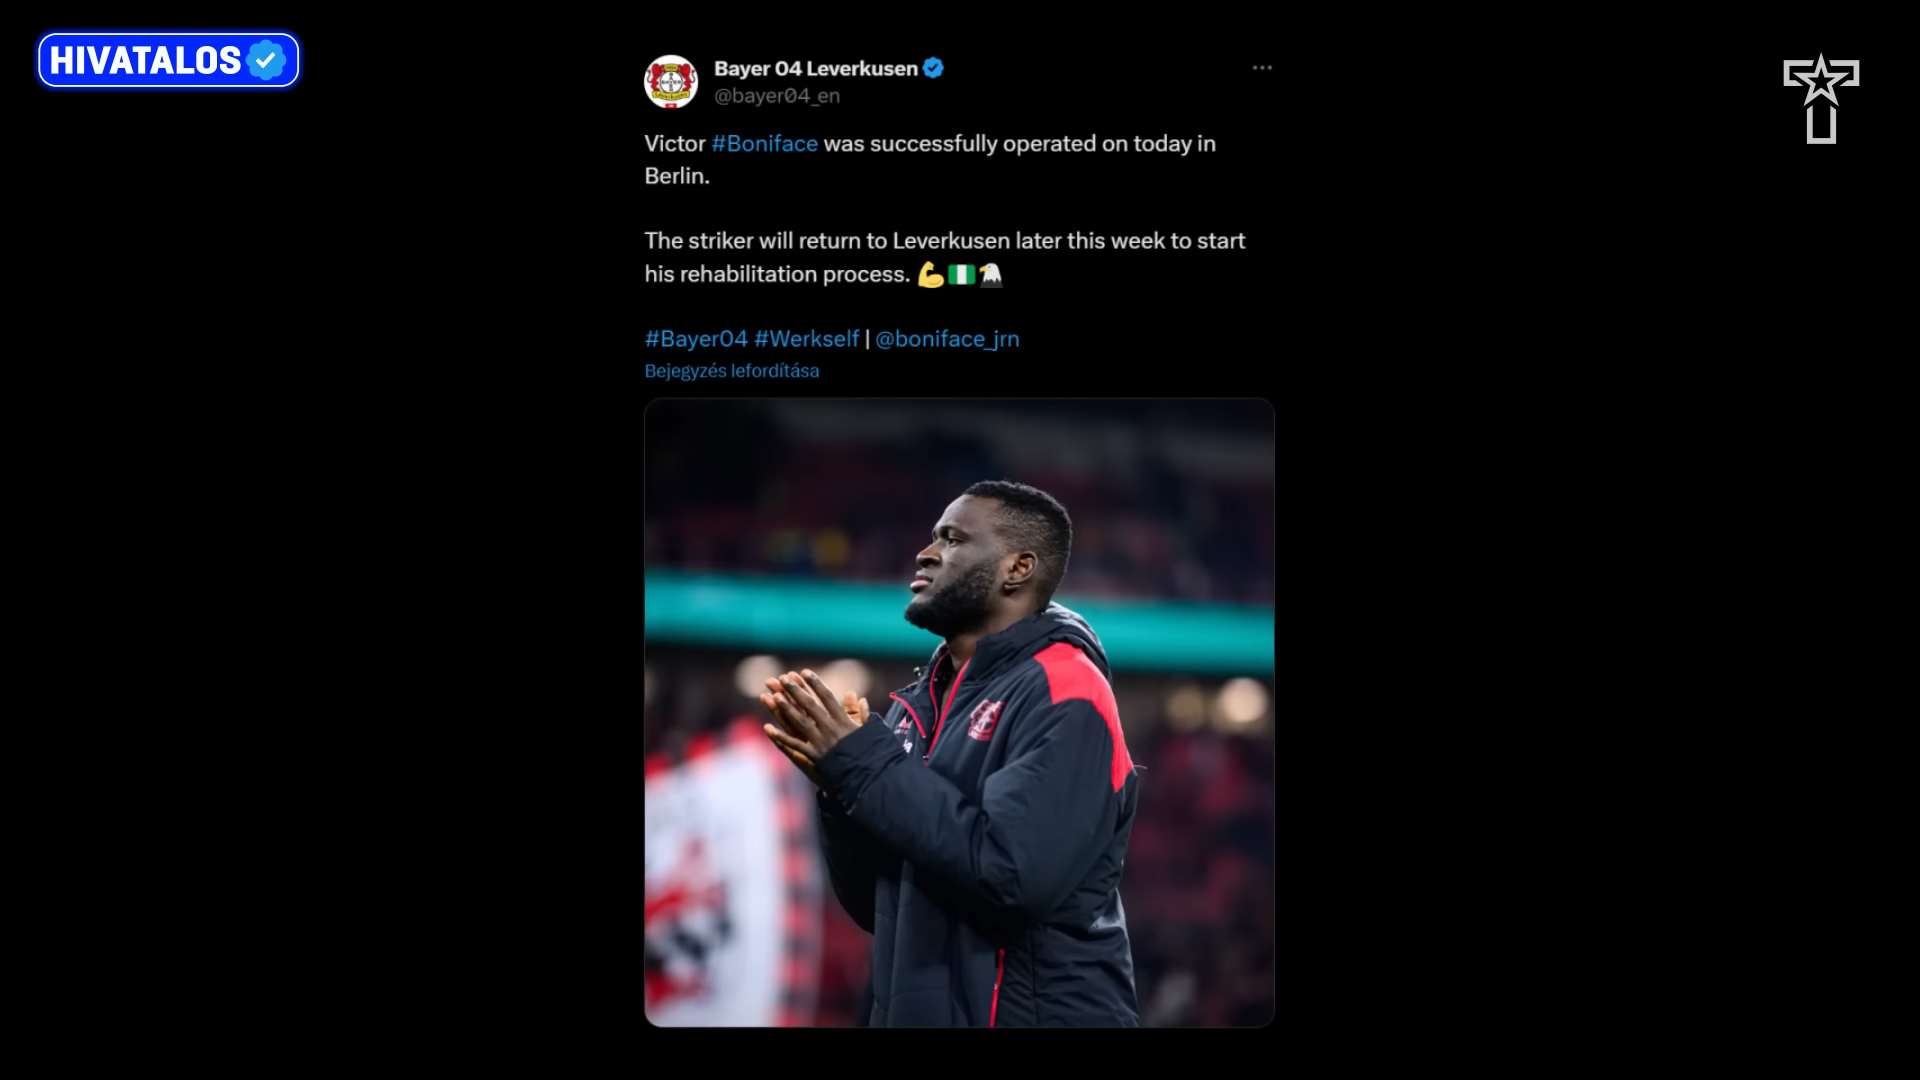 HIVATALOS
Bayer 04 Leverkusen
@bayer04_en
Victor #Boniface was successfully operated on today in
Berlin.
The striker will return to Leverkusen later this week to start
his rehabilitation process. 💪🇳🇬🦅
#Bayer04 #Werkself | @boniface_jrn
Bejegyzés lefordítása